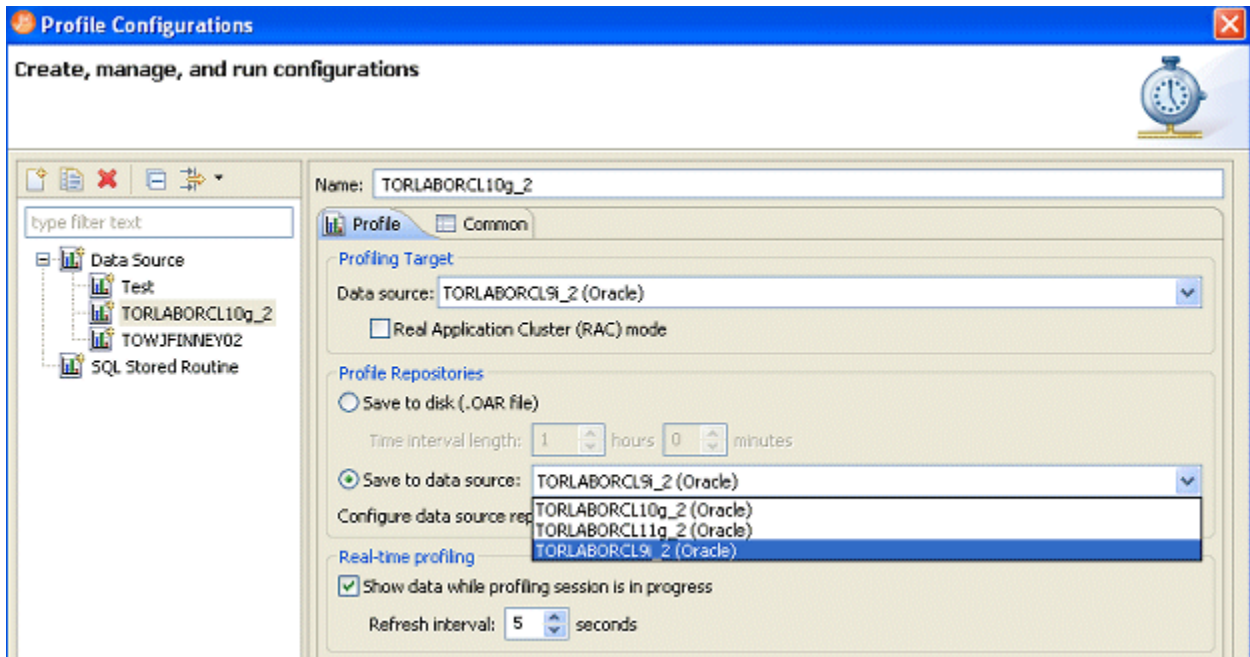 Profile Configurations
Create, manage, and run configurations
type filter text
Data Source
Test
TORLABORCL10g_2
TOWJFINNEY02
SQL Stored Routine
Name: TORLABORCL10g_2
Profile Common
Profiling Target
Data source: TORLABORCL9i_2 (Oracle)
Real Application Cluster (RAC) mode
Profile Repositories
Save to disk (.OAR file)
Time interval length: 1 hours 0 minutes
Save to data source: TORLABORCL9i_2 (Oracle)
TORLABORCL10g_2 (Oracle)
Configure data source rep
TORLABORCL11g_2 (Oracle)
TORLABORCL9i_2 (Oracle)
Real-time profiling
Show data while profiling session is in progress
Refresh interval: 5 seconds